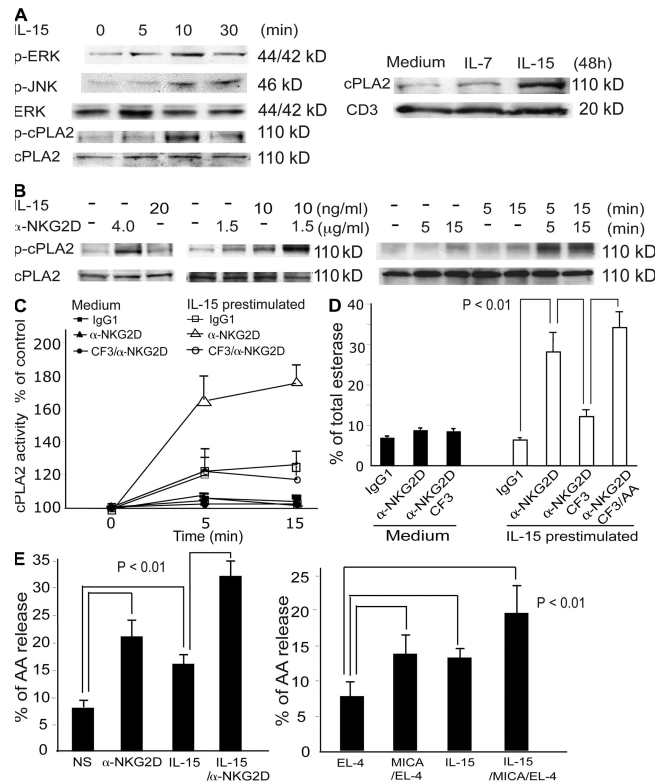 A
IL-15 0 5 10 30 (min)
p-ERK 44/42 kD
p-JNK 46 kD
ERK 44/42 kD
p-cPLA2 110 kD
cPLA2 110 kD
Medium IL-7 IL-15 (48h)
cPLA2 110 kD
CD3 20 kD
B
IL-15 - - 20 - - 10 10 (ng/ml) - - - 5 15 5 15 (min)
α-NKG2D - 4.0 - - 1.5 - 1.5 (μg/ml) - 5 15 - - 5 15 (min)
p-cPLA2 110 kD 110 kD
cPLA2 110 kD 110 kD
C
Medium IL-15 prestimulated
IgG1 IgG1
α-NKG2D α-NKG2D
CF3/α-NKG2D CF3/α-NKG2D
cPLA2 activity % of control
200
180
160
140
120
100
0 5 15
Time (min)
D
P < 0.01
% of total esterase
40
30
20
10
5
0
IgG1
α-NKG2D
α-NKG2D
CF3
IgG1
α-NKG2D
α-NKG2D
CF3
α-NKG2D
CF3/AA
Medium IL-15 prestimulated
E
P < 0.01
% of AA release
35
30
25
20
15
10
5
0
NS α-NKG2D IL-15 IL-15
/α-NKG2D
P < 0.01
% of AA release
25
20
15
10
5
0
EL-4 MICA IL-15 IL-15
/EL-4 /MICA/EL-4